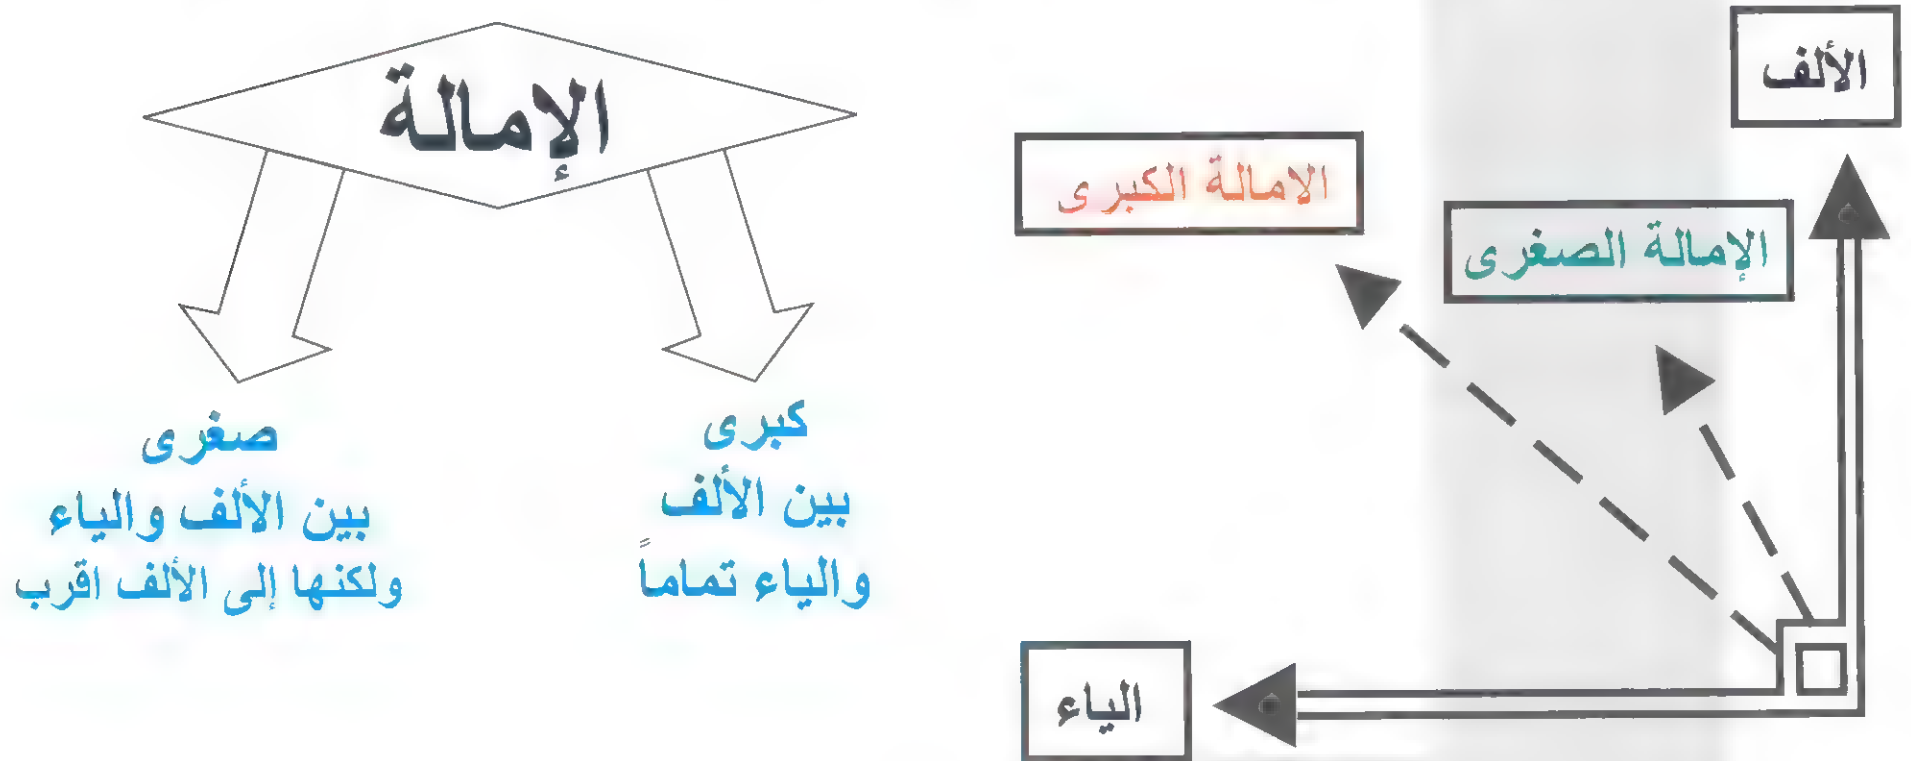 الألف
الامالة الكبرى
الإمالة الصغرى
الياء
الإمالة
كبرى
بين الألف
والياء تماماً
صغرى
بين الألف والياء
ولكنها إلى الألف اقرب